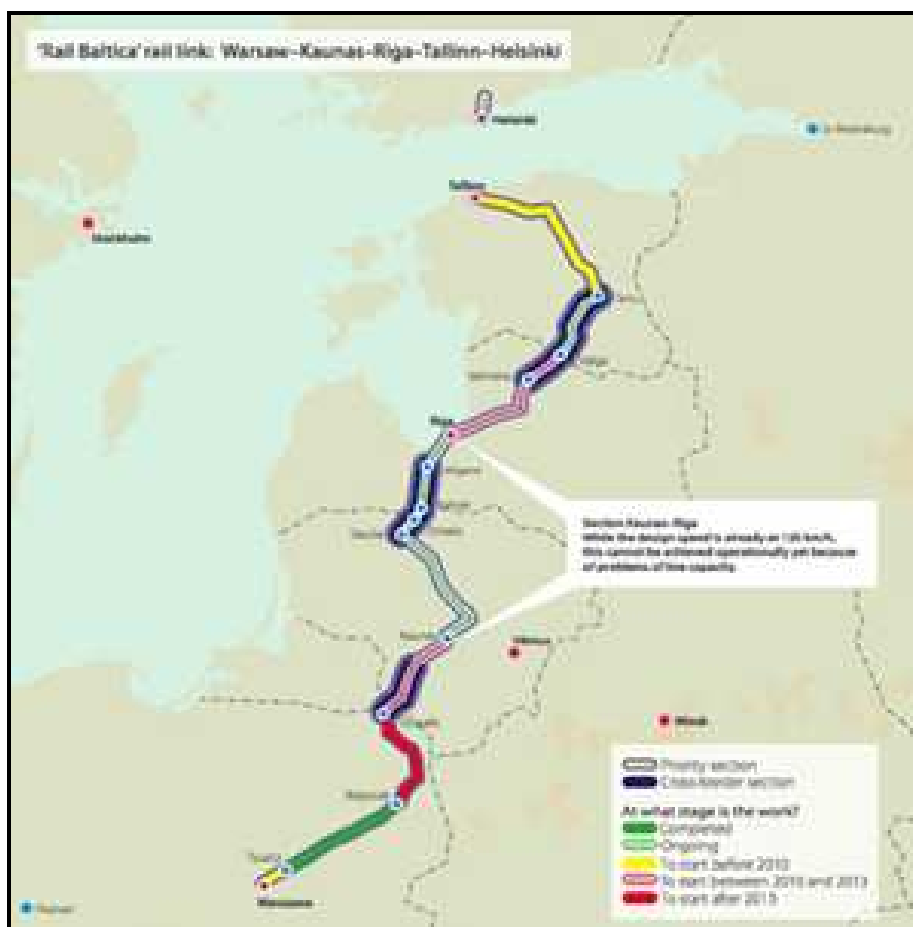 'Rail Baltica' rail link: Warsaw–Kaunas–Riga–Tallinn–Helsinki
Helsinki
Tallinn
Stockholm
Riga
Section Kaunas-Riga
While the design speed is already at 120 km/h,
this cannot be achieved operationally yet because
of problems of line capacity.
Kaunas
Vilnius
Minsk
Priority section
Cross-border section
At what stage is the work?
Completed
Ongoing
To start before 2010
To start between 2010 and 2013
To start after 2013
Warszawa